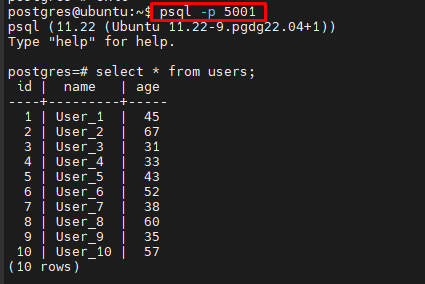 postgres@ubuntu:~$ psql -p 5001
psql (11.22 (Ubuntu 11.22-9.pgdg22.04+1))
Type "help" for help.
postgres=# select * from users;
 id |  name   | age
----+---------+-----
  1 | User_1  |  45
  2 | User_2  |  67
  3 | User_3  |  31
  4 | User_4  |  33
  5 | User_5  |  43
  6 | User_6  |  52
  7 | User_7  |  38
  8 | User_8  |  60
  9 | User_9  |  35
 10 | User_10 |  57
(10 rows)